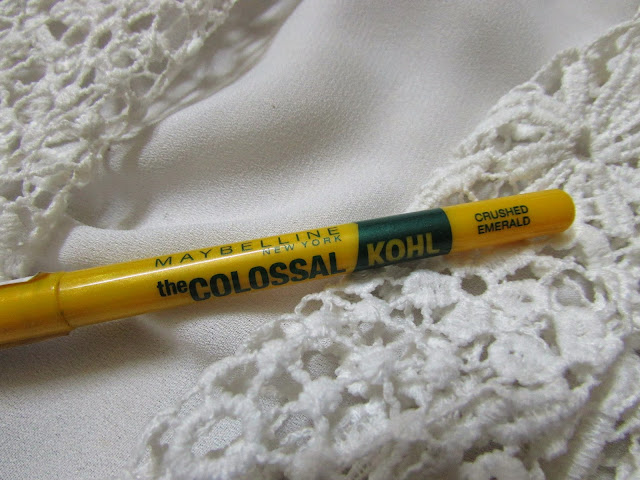 MAYBELLINE
NEW YORK
the COLOSSAL KOHL
CRUSHED
EMERALD